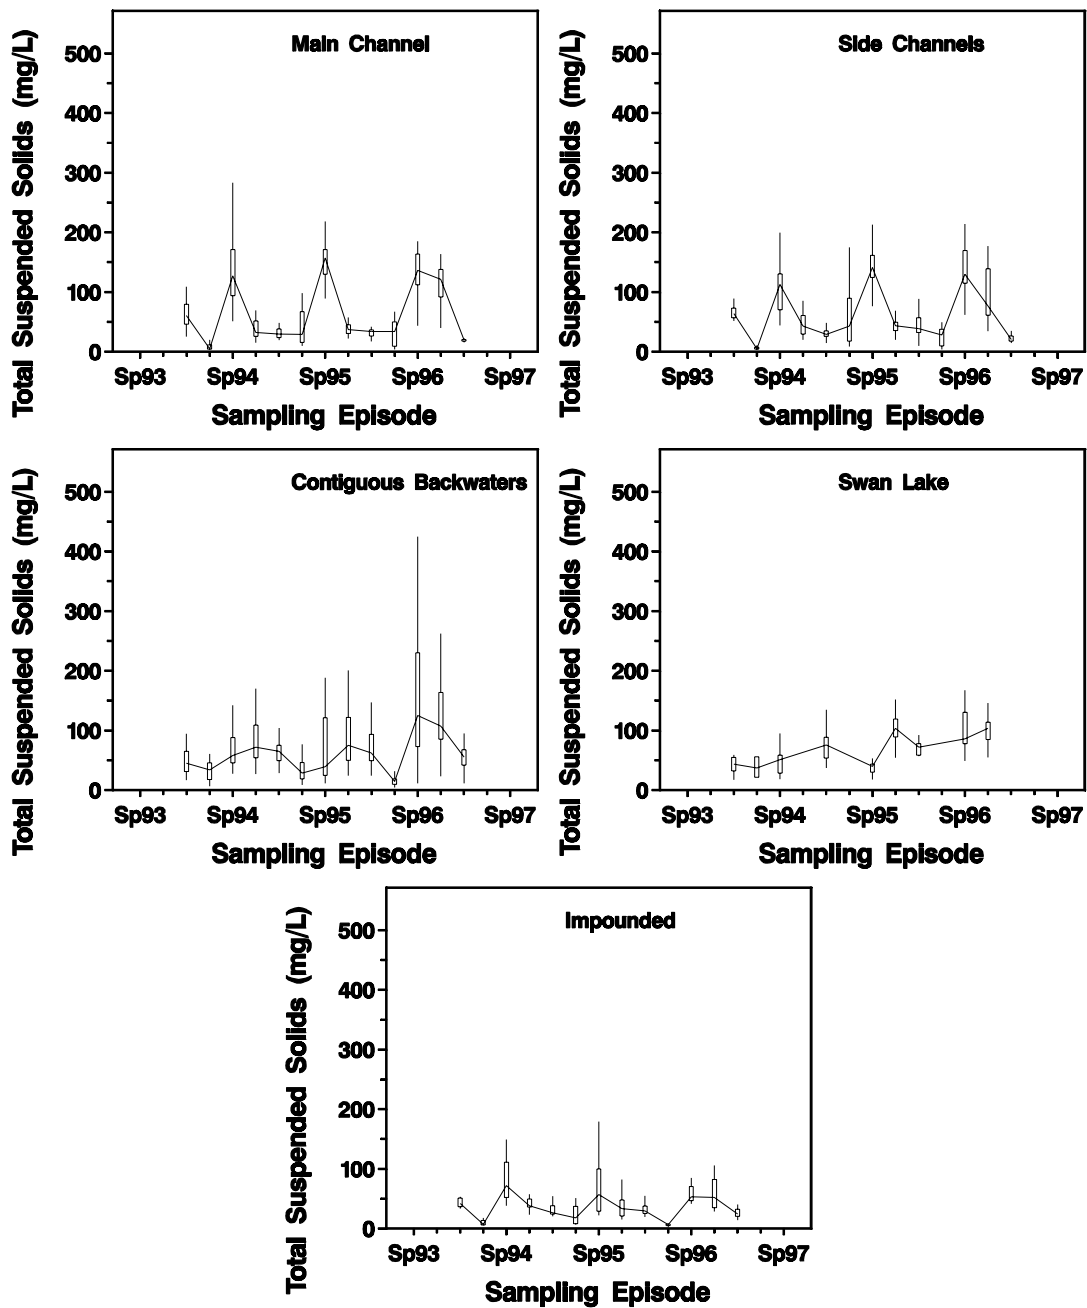 Main Channel
Total Suspended Solids (mg/L)
500
400
300
200
100
0
Sp93 Sp94 Sp95 Sp96 Sp97
Sampling Episode
Side Channels
Total Suspended Solids (mg/L)
500
400
300
200
100
0
Sp93 Sp94 Sp95 Sp96 Sp97
Sampling Episode
Contiguous Backwaters
Total Suspended Solids (mg/L)
500
400
300
200
100
0
Sp93 Sp94 Sp95 Sp96 Sp97
Sampling Episode
Swan Lake
Total Suspended Solids (mg/L)
500
400
300
200
100
0
Sp93 Sp94 Sp95 Sp96 Sp97
Sampling Episode
Impounded
Total Suspended Solids (mg/L)
500
400
300
200
100
0
Sp93 Sp94 Sp95 Sp96 Sp97
Sampling Episode